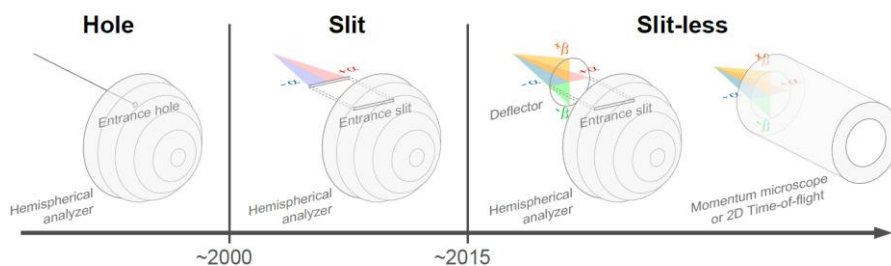 Hole
Slit
Slit-less
Entrance hole
Hemispherical
analyzer
-α
+α
Entrance slit
Hemispherical
analyzer
+β
-α
+α
Deflector
-β
Entrance slit
Hemispherical
analyzer
+β
-α
+α
-β
Momentum microscope
or 2D Time-of-flight
~2000
~2015